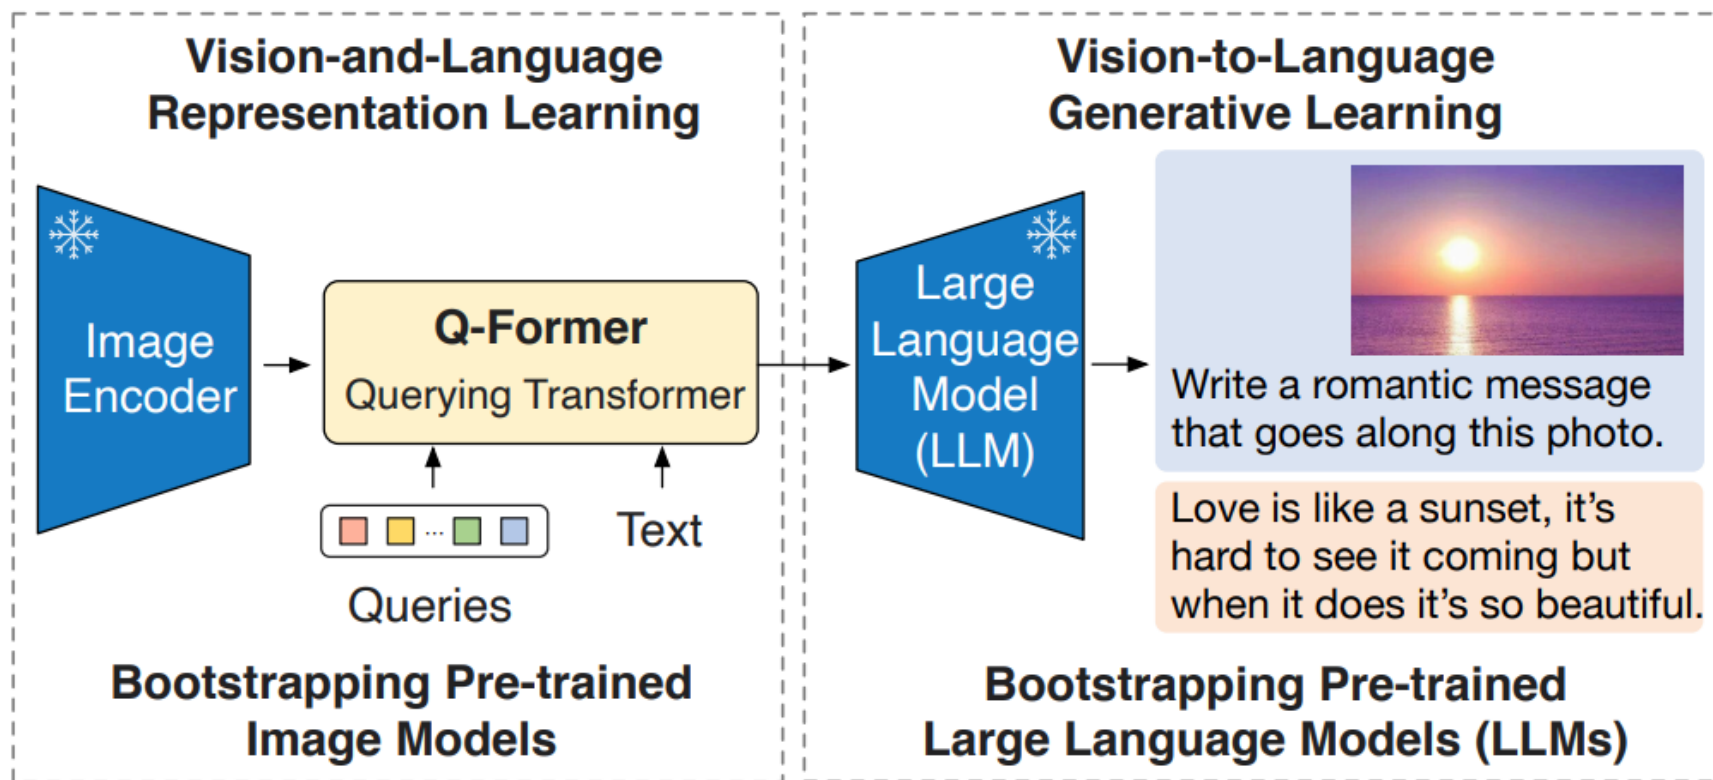 Vision-and-Language
Representation Learning
Image
Encoder
Q-Former
Querying Transformer
...
Queries
Text
Bootstrapping Pre-trained
Image Models
Vision-to-Language
Generative Learning
Large
Language
Model
(LLM)
Write a romantic message
that goes along this photo.
Love is like a sunset, it's
hard to see it coming but
when it does it's so beautiful.
Bootstrapping Pre-trained
Large Language Models (LLMs)